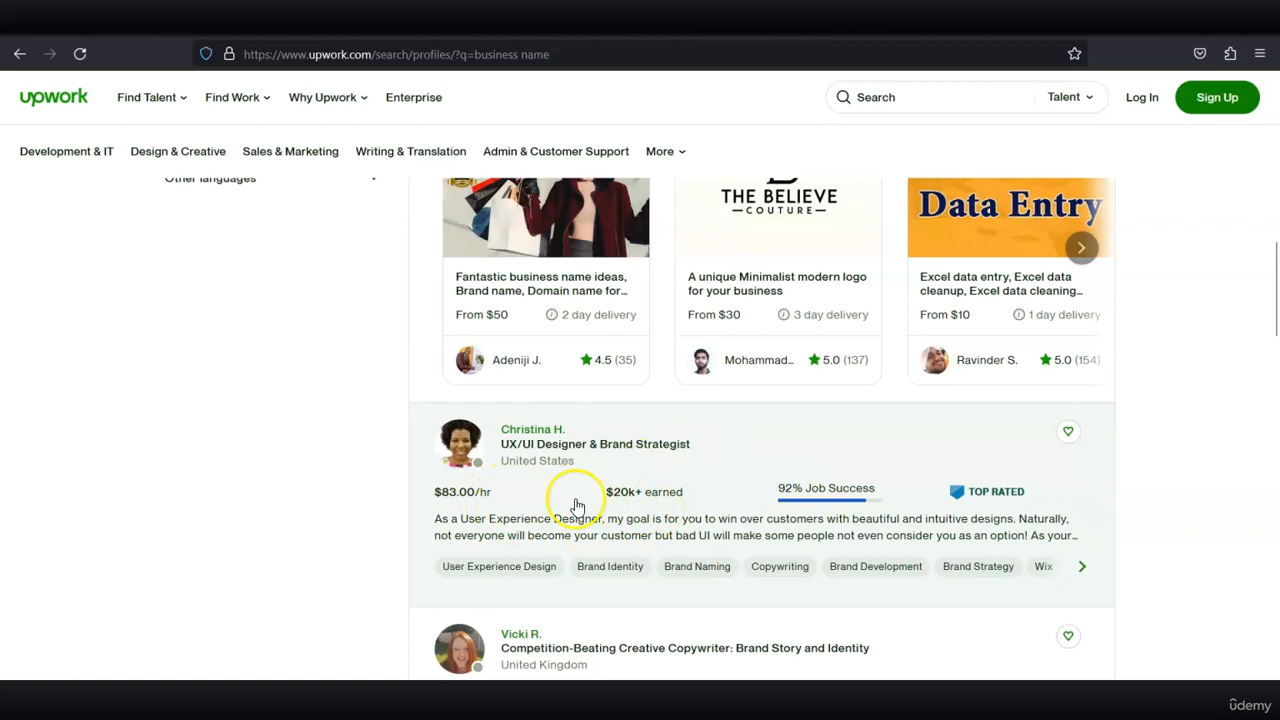 https://www.upwork.com/search/profiles/?q=business name
upwork
Find Talent
Find Work
Why Upwork
Enterprise
Search
Talent
Log In
Sign Up
Development & IT
Design & Creative
Sales & Marketing
Writing & Translation
Admin & Customer Support
More
Other languages
THE BELIEVE
COUTURE
Data Entry
Fantastic business name ideas,
Brand name, Domain name for...
From $50
2 day delivery
Adeniji J.
4.5 (35)
A unique Minimalist modern logo
for your business
From $30
3 day delivery
Mohammad...
5.0 (137)
Excel data entry, Excel data
cleanup, Excel data cleaning...
From $10
1 day delivery
Ravinder S.
5.0 (154)
Christina H.
UX/UI Designer & Brand Strategist
United States
$83.00/hr
$20k+ earned
92% Job Success
TOP RATED
As a User Experience Designer, my goal is for you to win over customers with beautiful and intuitive designs. Naturally,
not everyone will become your customer but bad UI will make some people not even consider you as an option! As your...
User Experience Design
Brand Identity
Brand Naming
Copywriting
Brand Development
Brand Strategy
Wix
Vicki R.
Competition-Beating Creative Copywriter: Brand Story and Identity
United Kingdom
ûdemy